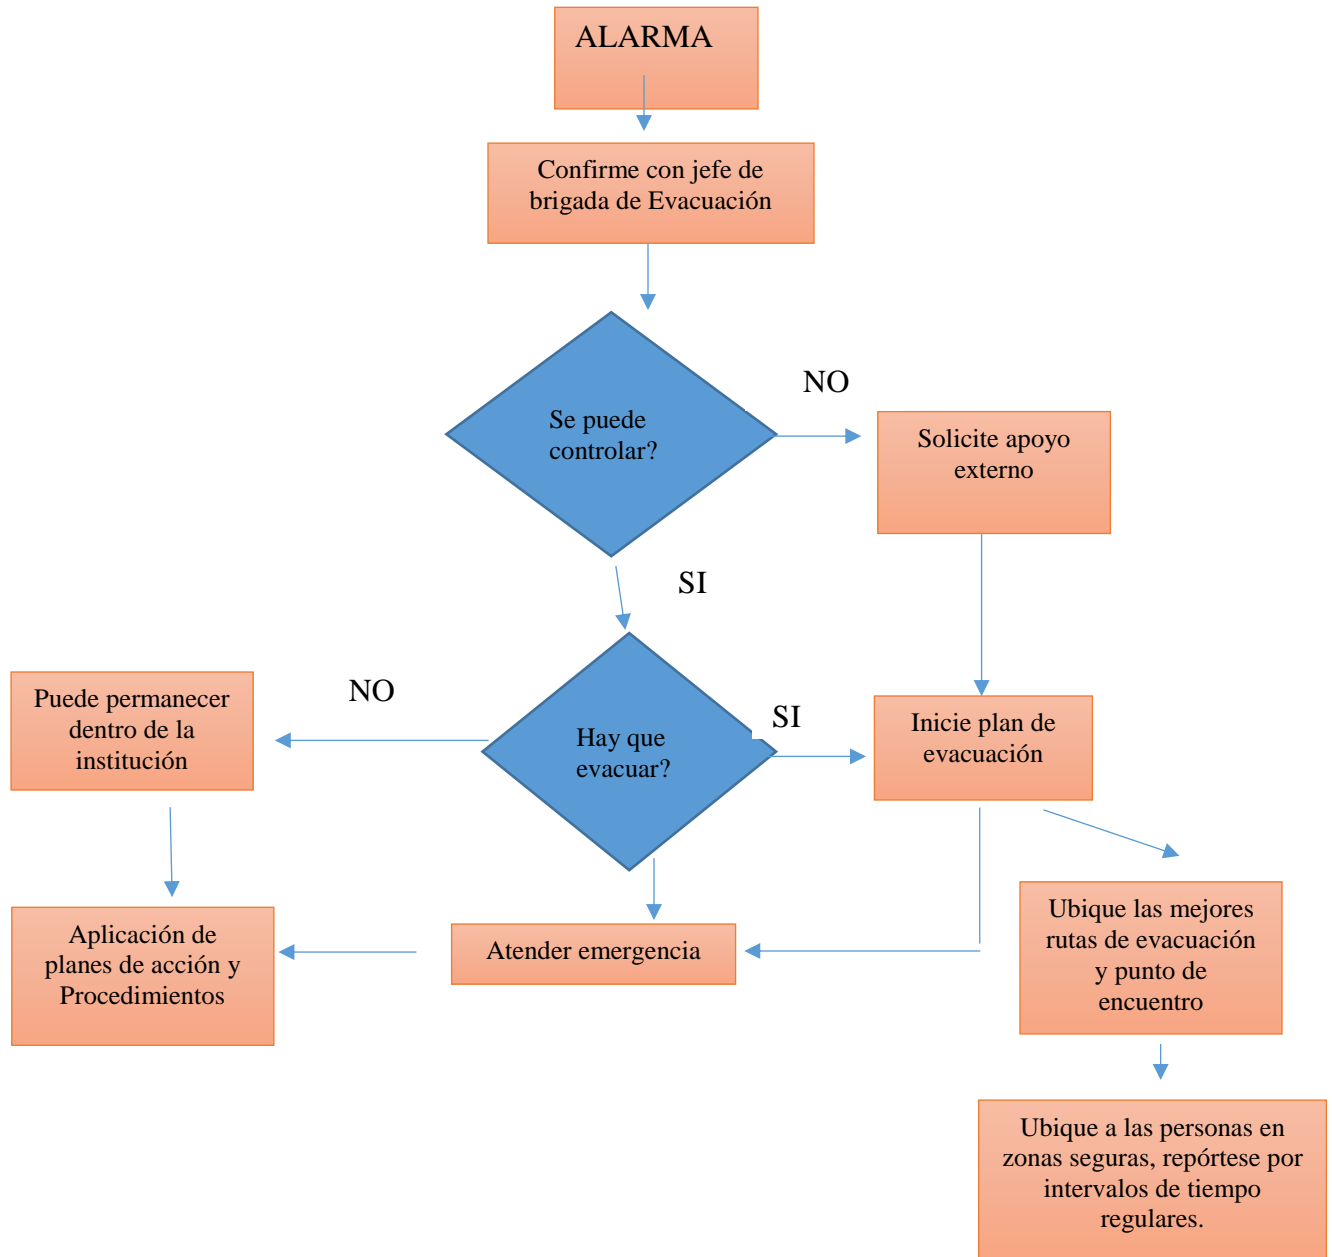 ALARMA
Confirme con jefe de
brigada de Evacuación
NO
Se puede
controlar?
Solicite apoyo
externo
SI
NO
Puede permanecer
dentro de la
institución
SI
Hay que
evacuar?
Inicie plan de
evacuación
Aplicación de
planes de acción y
Procedimientos
Atender emergencia
Ubique las mejores
rutas de evacuación
y punto de
encuentro
Ubique a las personas en
zonas seguras, repórtese por
intervalos de tiempo
regulares.